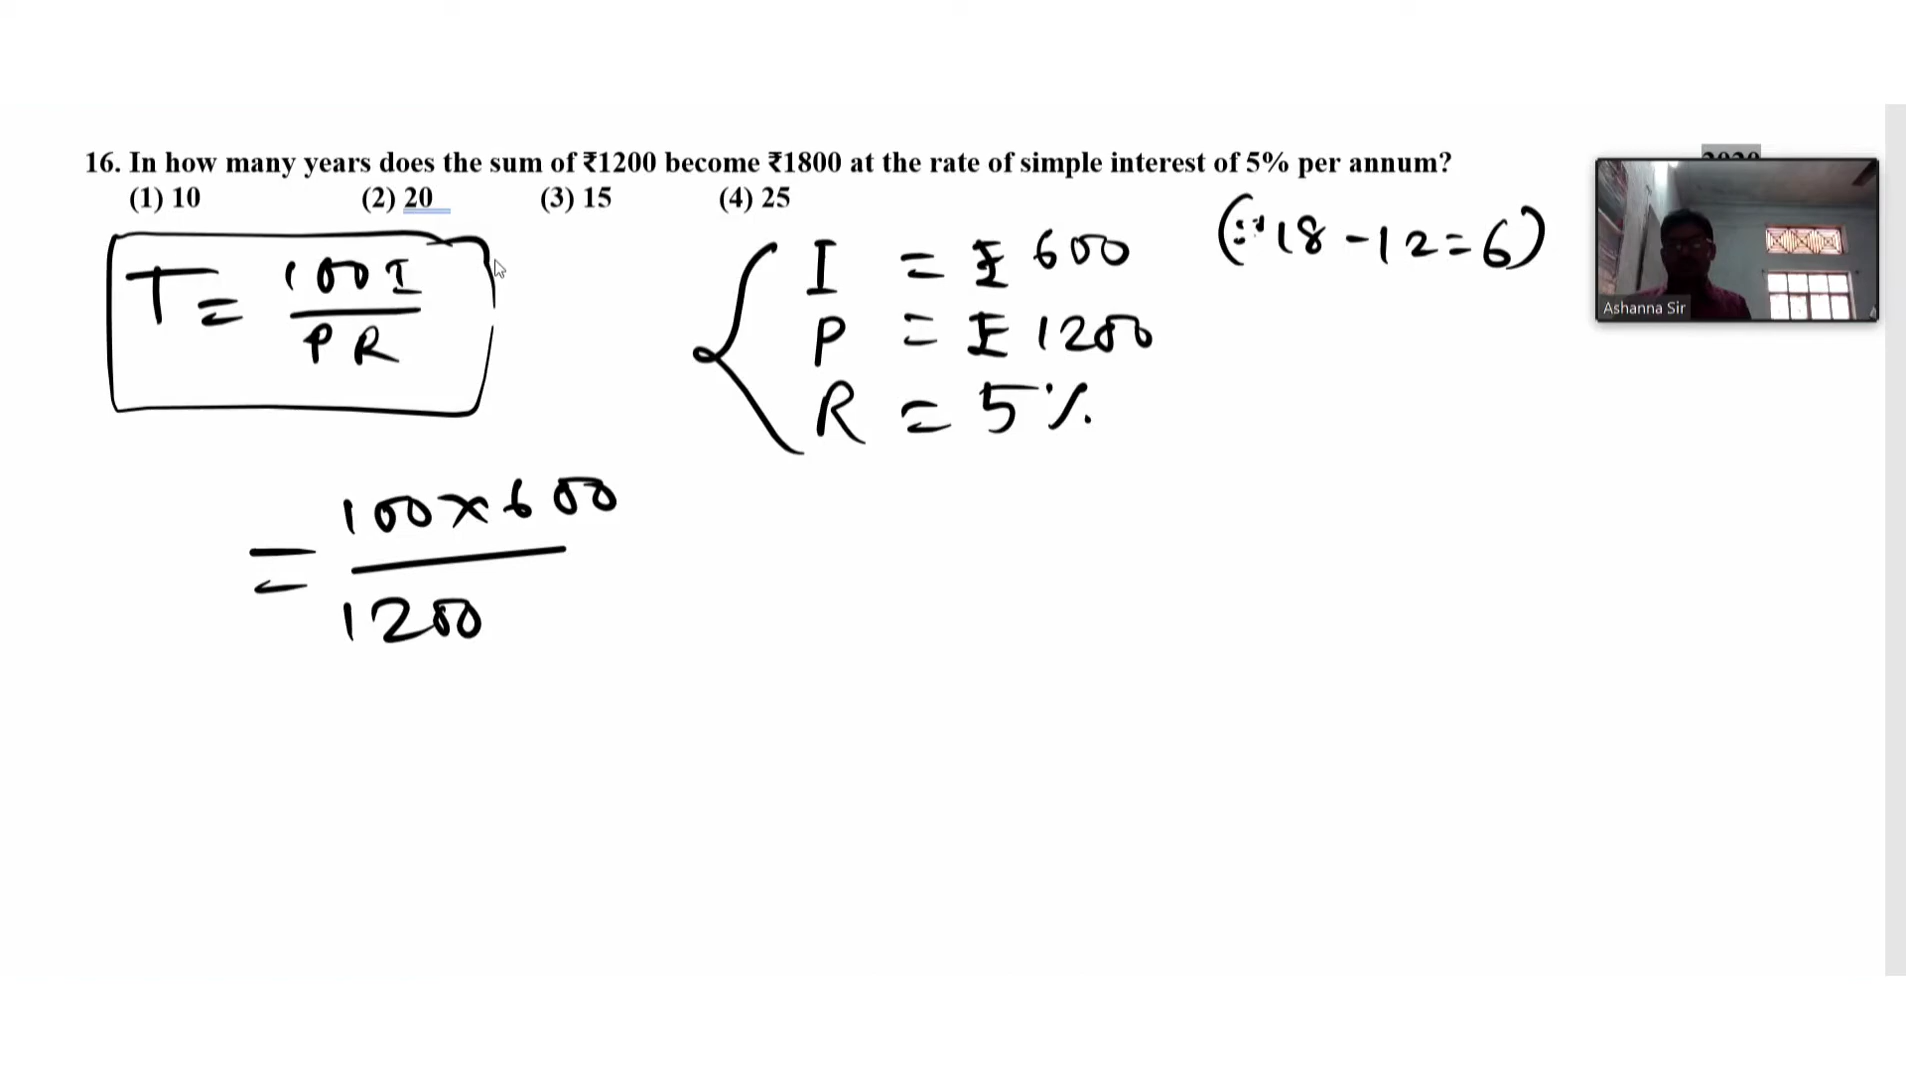 16. In how many years does the sum of ₹1200 become ₹1800 at the rate of simple interest of 5% per annum?
(1) 10 (2) 20 (3) 15 (4) 25
(∵ 18 - 12 = 6)
T = 100 I / P R
I = ₹ 600
P = ₹ 1200
R = 5%
= 100 x 600 / 1200
Ashanna Sir